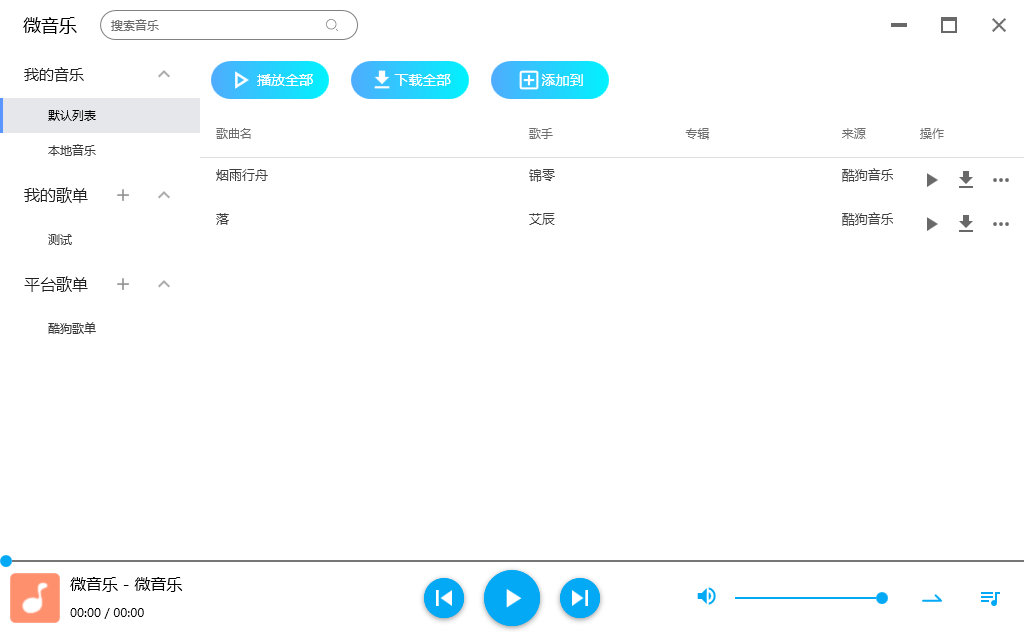 微音乐
搜索音乐
我的音乐
默认列表
本地音乐
我的歌单
测试
平台歌单
酷狗歌单
播放全部
下载全部
添加到
歌曲名 歌手 专辑 来源 操作
烟雨行舟 锦零 酷狗音乐
落 艾辰 酷狗音乐
微音乐 - 微音乐
00:00 / 00:00